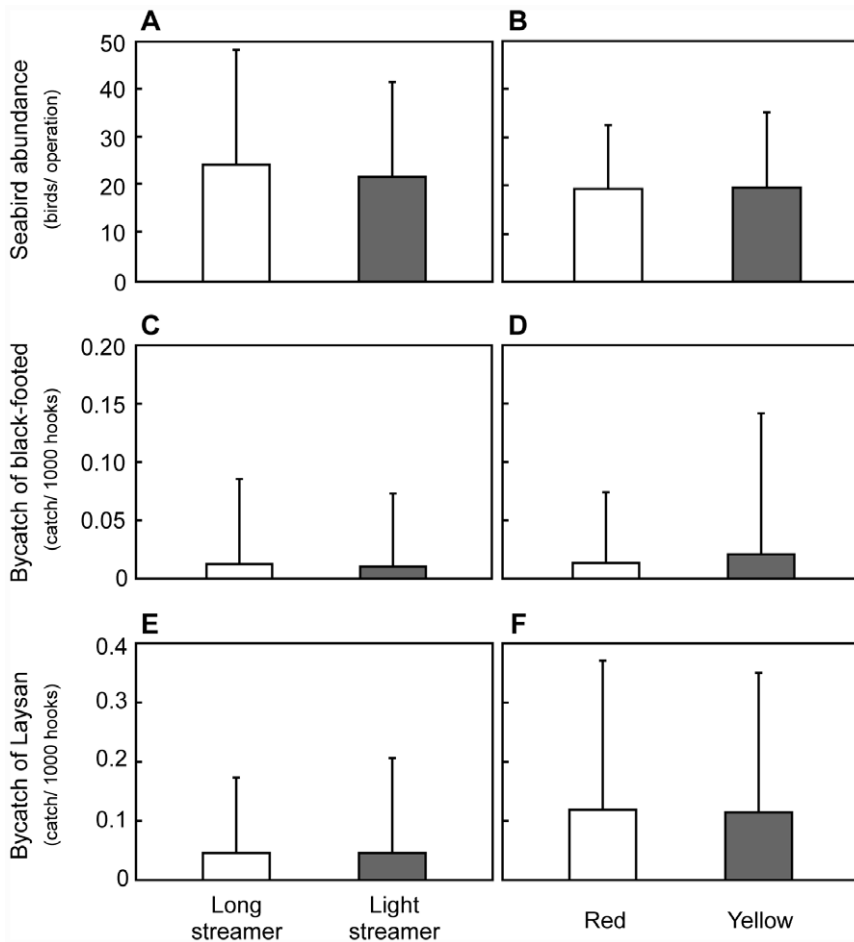 A
B
Seabird abundance
(birds/ operation)
50
40
30
20
10
0
C
D
Bycatch of black-footed
(catch/ 1000 hooks)
0.20
0.15
0.10
0.05
0
E
F
Bycatch of Laysan
(catch/ 1000 hooks)
0.4
0.3
0.2
0.1
0
Long
streamer
Light
streamer
Red
Yellow